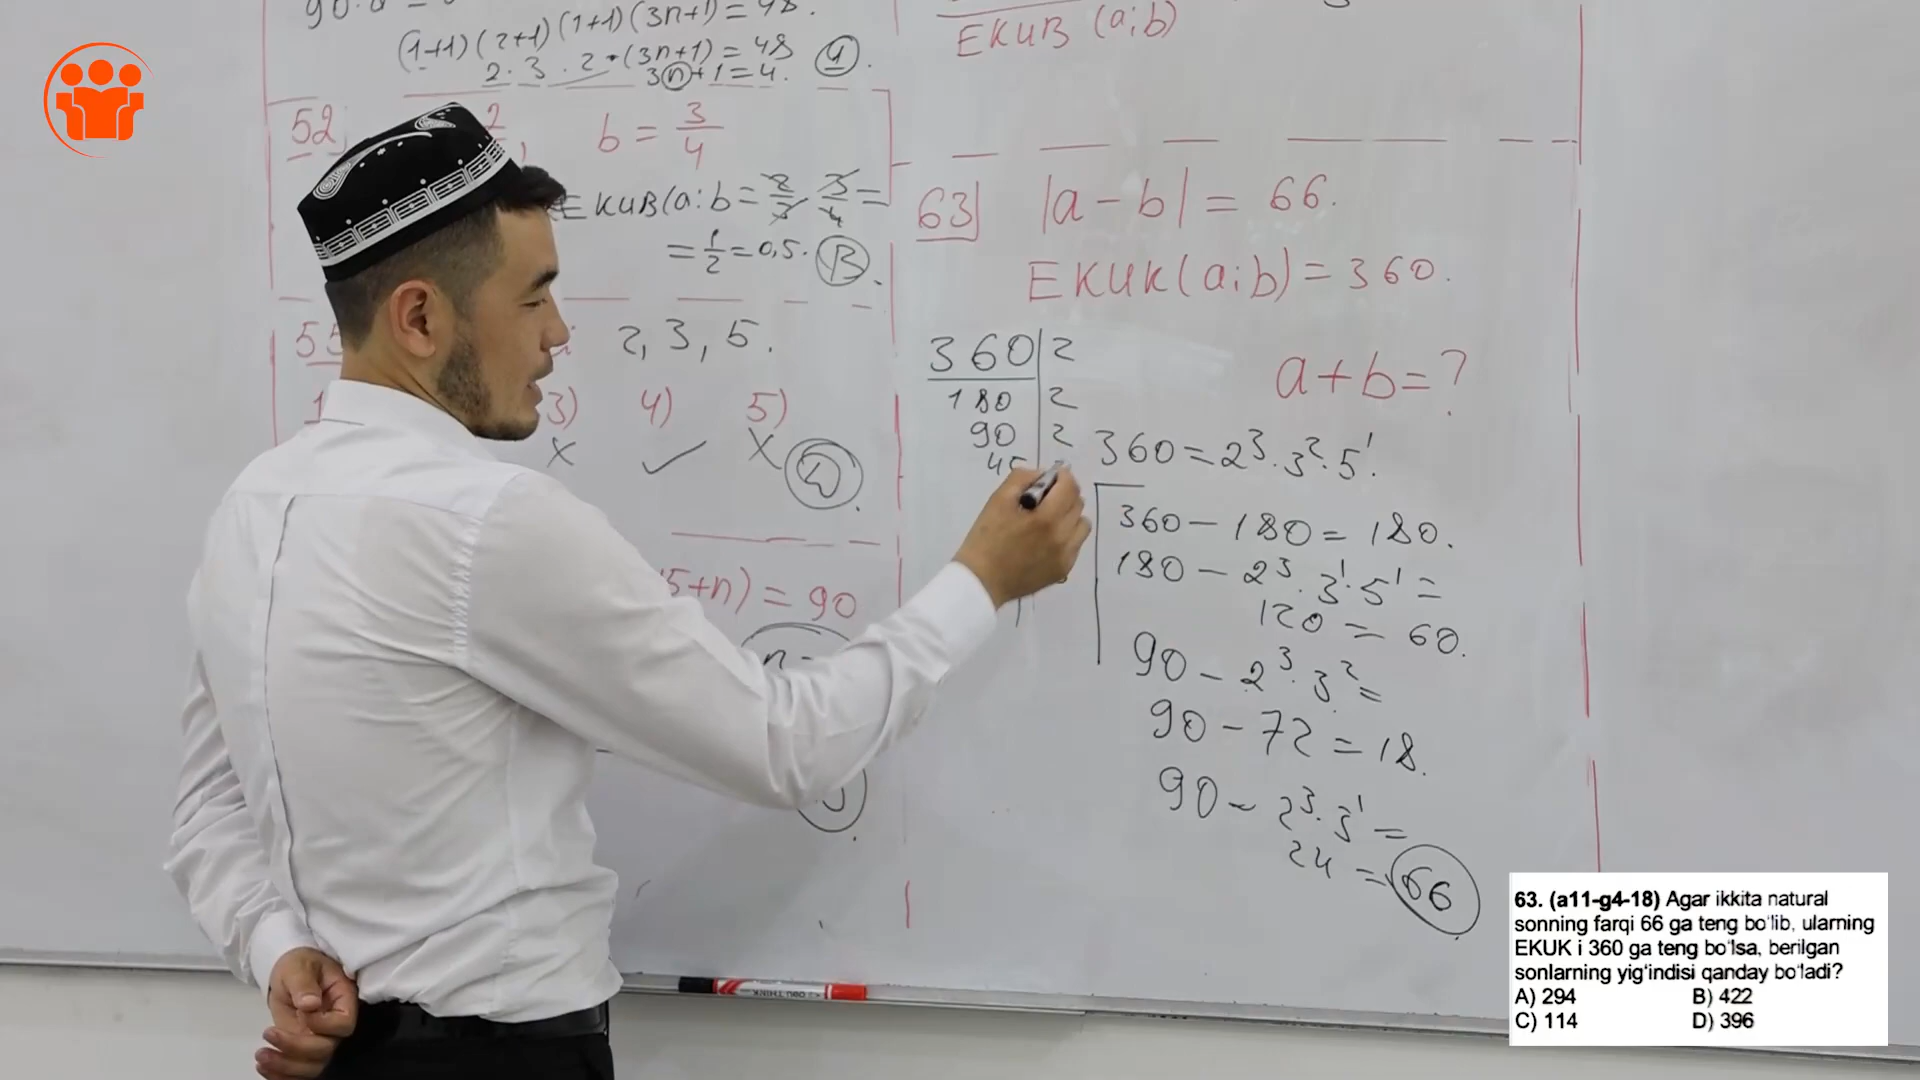 (1+1)(2+1)(1+1)(3n+1)=48.
2·3·2·(3n+1)=48
3n+1=4.
52
b=3/4
EKUB(a:b=2/3·3/4=
=1/2=0,5. B
55
2, 3, 5.
3) 4) 5)
X ✓ X D
5+n)=90
EKUB(a;b)
63 |a-b|=66.
EKUK(a;b)=360.
a+b=?
360 | 2
180 | 2
90 | 2
360=2³·3²·5¹.
360-180=180.
180-2³·3¹·5¹=
120=60.
90-2³·3²=
90-72=18.
90-2³·3¹=
24=66
63. (a11-g4-18) Agar ikkita natural
sonning farqi 66 ga teng bo'lib, ularning
EKUK i 360 ga teng bo'lsa, berilgan
sonlarning yig'indisi qanday bo'ladi?
A) 294 B) 422
C) 114 D) 396